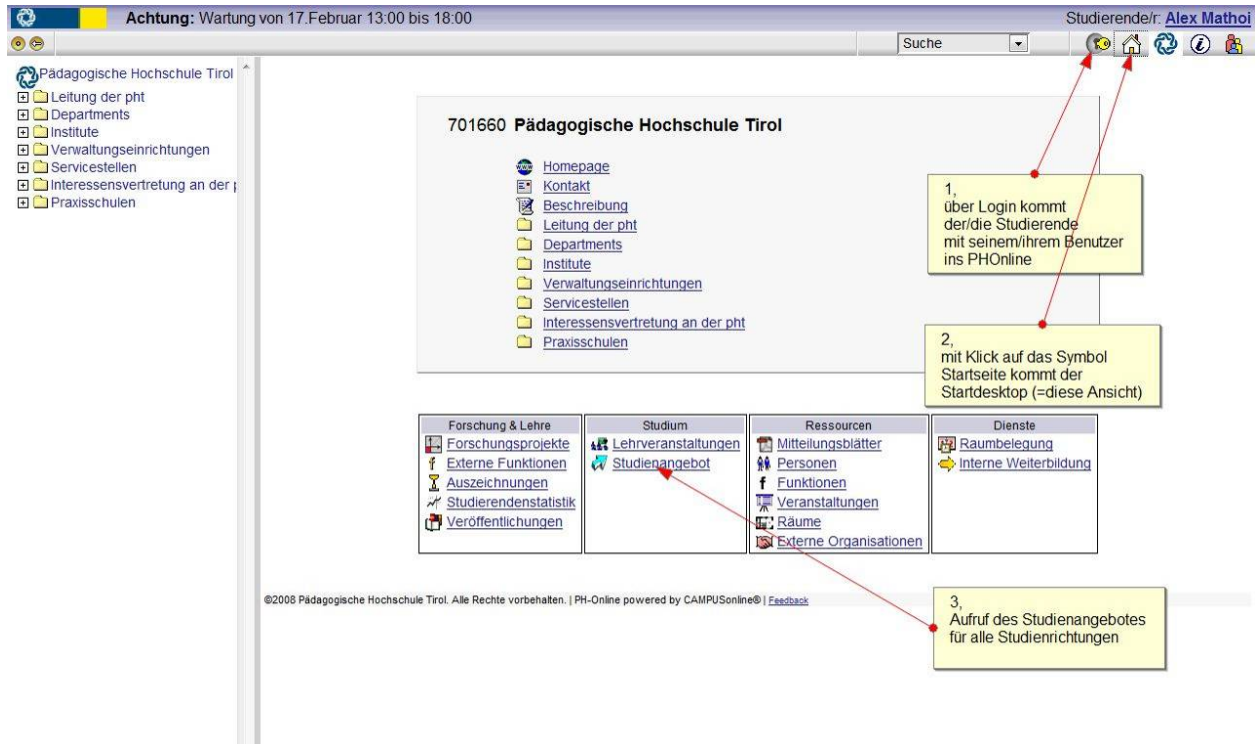 Achtung: Wartung von 17.Februar 13:00 bis 18:00
Studierende/r: Alex Mathoi
Suche
Pädagogische Hochschule Tirol
Leitung der pht
Departments
Institute
Verwaltungseinrichtungen
Servicestellen
Interessensvertretung an der
Praxisschulen
701660 Pädagogische Hochschule Tirol
Homepage
Kontakt
Beschreibung
Leitung der pht
Departments
Institute
Verwaltungseinrichtungen
Servicestellen
Interessensvertretung an der pht
Praxisschulen
1,
über Login kommt
der/die Studierende
mit seinem/ihrem Benutzer
ins PHOnline
2,
mit Klick auf das Symbol
Startseite kommt der
Startdesktop (=diese Ansicht)
Forschung & Lehre
Forschungsprojekte
Externe Funktionen
Auszeichnungen
Studierendenstatistik
Veröffentlichungen
Studium
Lehrveranstaltungen
Studienangebot
Ressourcen
Mitteilungsblätter
Personen
Funktionen
Veranstaltungen
Räume
Externe Organisationen
Dienste
Raumbelegung
Interne Weiterbildung
©2008 Pädagogische Hochschule Tirol. Alle Rechte vorbehalten. | PH-Online powered by CAMPUSonline® | Feedback
3,
Aufruf des Studienangebotes
für alle Studienrichtungen